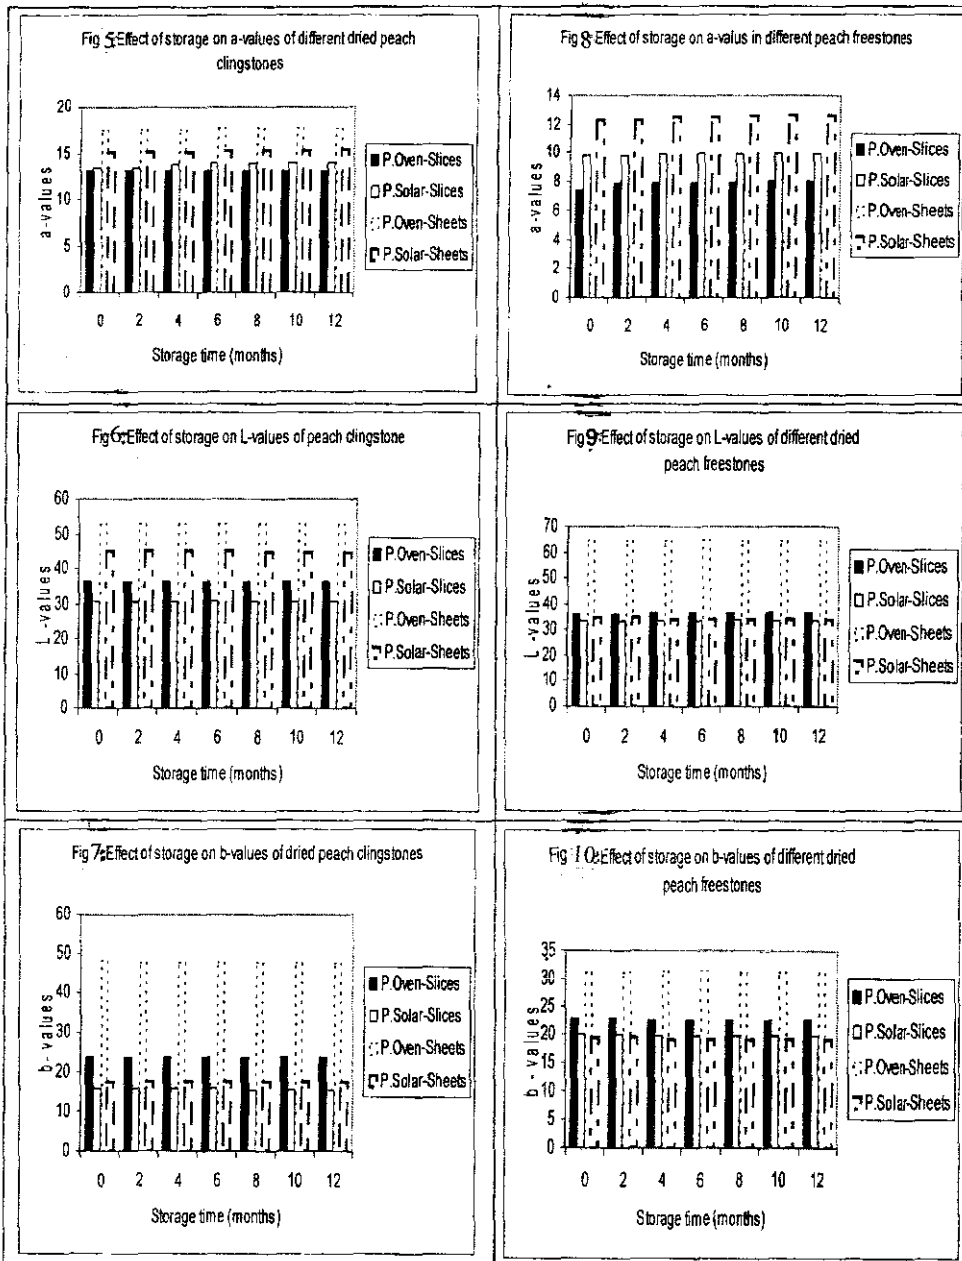 Fig 5:Effect of storage on a-values of different dried peach
clingstones
20
15
10
5
0
a-values
0 2 4 6 8 10 12
Storage time (months)
P.Oven-Slices
P.Solar-Slices
P.Oven-Sheets
P.Solar-Sheets
Fig 8:Effect of storage on a-valus in different peach freestones
14
12
10
8
6
4
2
0
a-values
0 2 4 6 8 10 12
Storage time (months)
P.Oven-Slices
P.Solar-Slices
P.Oven-Sheets
P.Solar-Sheets
Fig 6:Effect of storage on L-values of peach clingstone
60
50
40
30
20
10
0
L-values
0 2 4 6 8 10 12
Storage time (months)
P.Oven-Slices
P.Solar-Slices
P.Oven-Sheets
P.Solar-Sheets
Fig 9:Effect of storage on L-values of different dried
peach freestones
70
60
50
40
30
20
10
0
L-values
0 2 4 6 8 10 12
Storage time (months)
P.Oven-Slices
P.Solar-Slices
P.Oven-Sheets
P.Solar-Sheets
Fig 7:Effect of storage on b-values of dried peach clingstones
60
50
40
30
20
10
0
b- values
0 2 4 6 8 10 12
Storage time (months)
P.Oven-Slices
P.Solar-Slices
P.Oven-Sheets
P.Solar-Sheets
Fig 10:Effect of storage on b-values of different dried
peach freestones
35
30
25
20
15
10
5
0
b - values
0 2 4 6 8 10 12
Storage time (months)
P.Oven-Slices
P.Solar-Slices
P.Oven-Sheets
P.Solar-Sheets